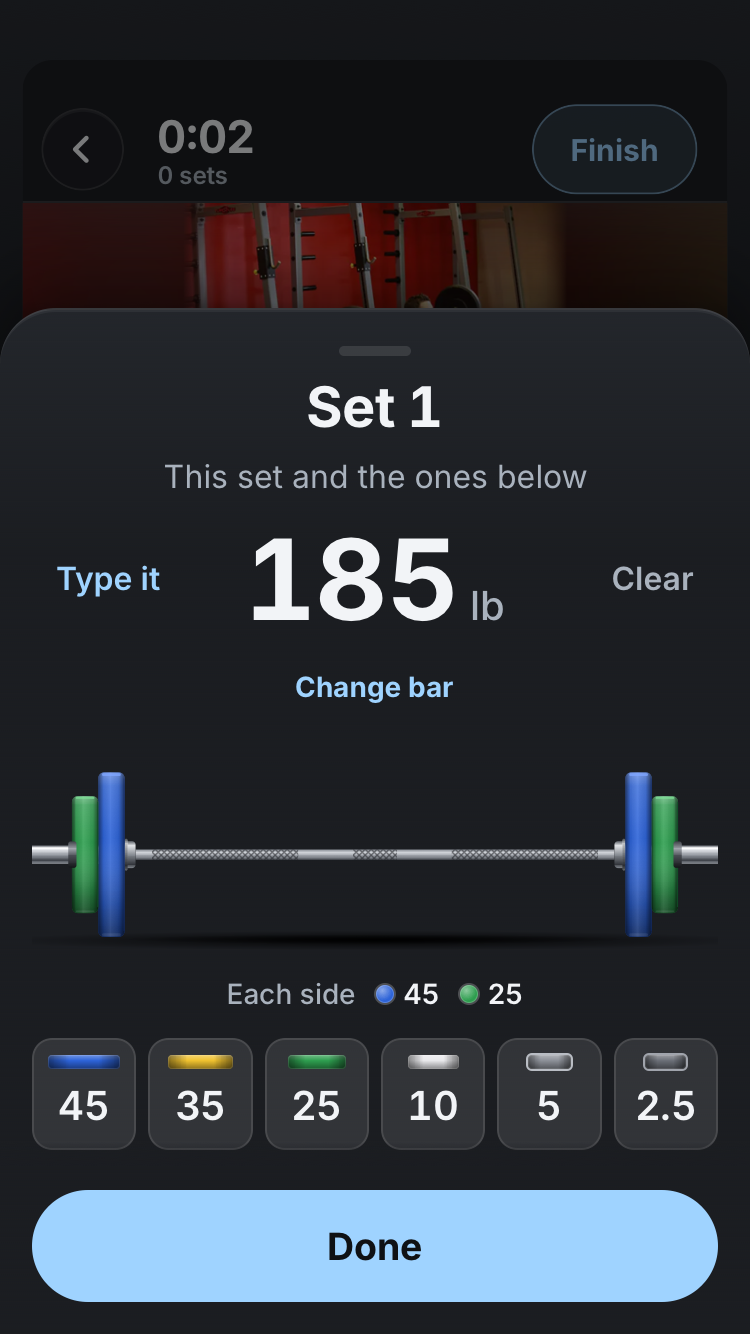 0:02
0 sets
Finish
Set 1
This set and the ones below
Type it
185 lb
Clear
Change bar
Each side 45 25
45 35 25 10 5 2.5
Done